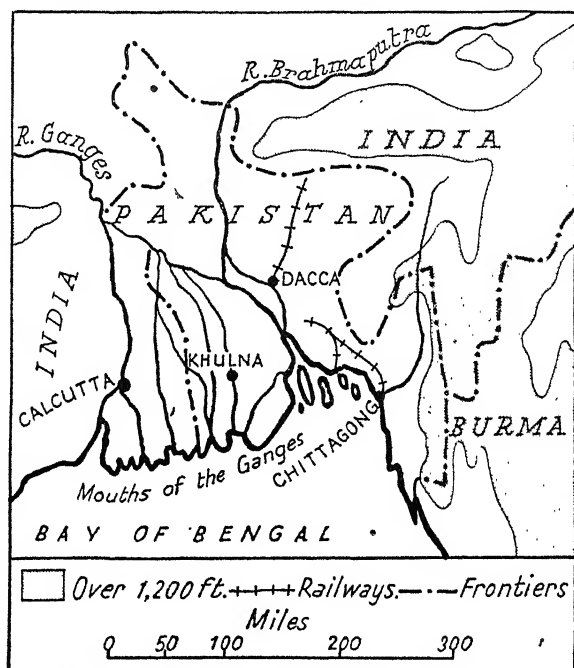 R. Brahmaputra
R. Ganges
INDIA
PAKISTAN
DACCA
INDIA
KHULNA
CALCUTTA
CHITTAGONG
BURMA
Mouths of the Ganges
BAY OF BENGAL
Over 1,200 ft. Railways. Frontiers
Miles
0 50 100 200 300